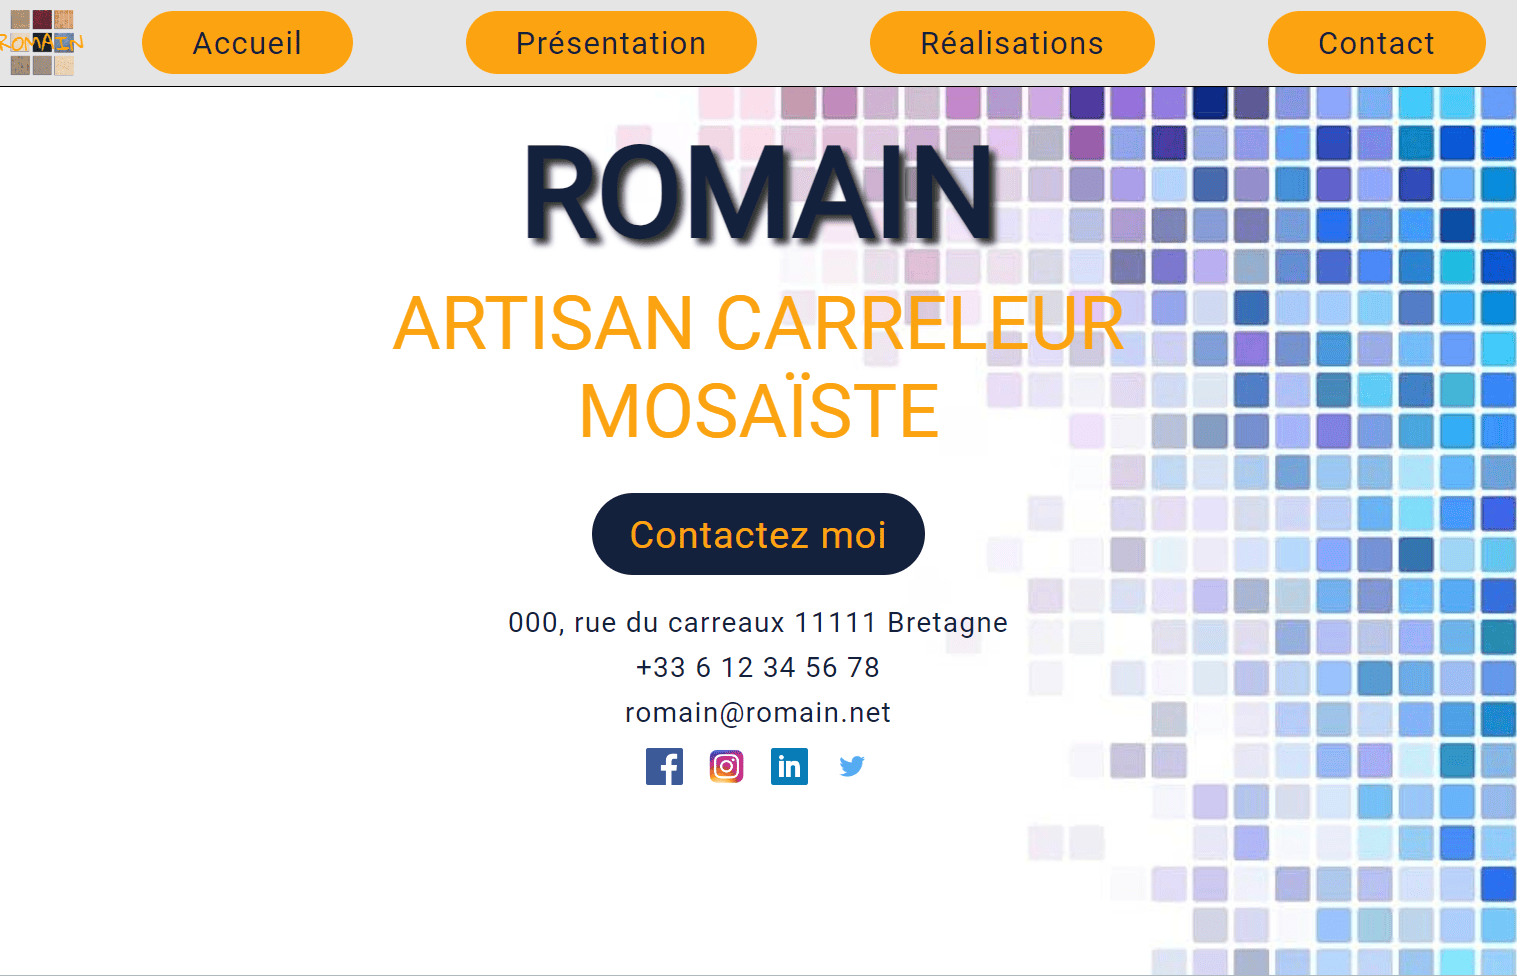 ROMAIN
Accueil
Présentation
Réalisations
Contact
ROMAIN
ARTISAN CARRELEUR
MOSAÏSTE
Contactez moi
000, rue du carreaux 11111 Bretagne
+33 6 12 34 56 78
romain@romain.net